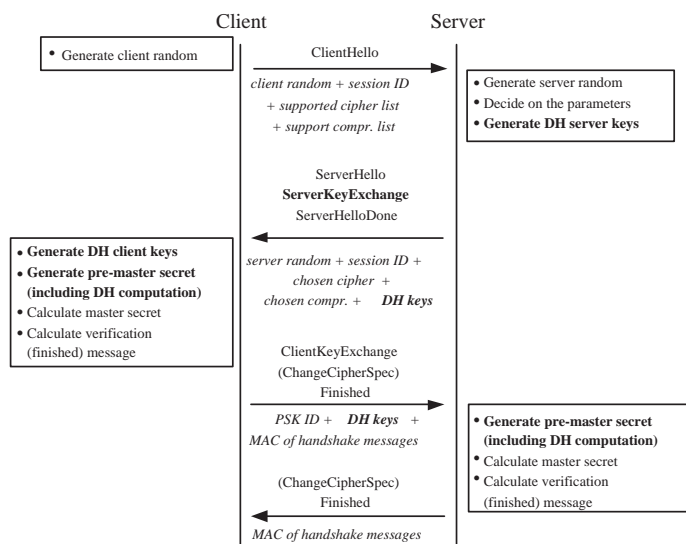 Client
Server
• Generate client random
ClientHello
client random + session ID
+ supported cipher list
+ support compr. list
• Generate server random
• Decide on the parameters
• Generate DH server keys
ServerHello
ServerKeyExchange
ServerHelloDone
server random + session ID +
chosen cipher +
chosen compr. + DH keys
• Generate DH client keys
• Generate pre-master secret
(including DH computation)
• Calculate master secret
• Calculate verification
(finished) message
ClientKeyExchange
(ChangeCipherSpec)
Finished
PSK ID + DH keys +
MAC of handshake messages
• Generate pre-master secret
(including DH computation)
• Calculate master secret
• Calculate verification
(finished) message
(ChangeCipherSpec)
Finished
MAC of handshake messages